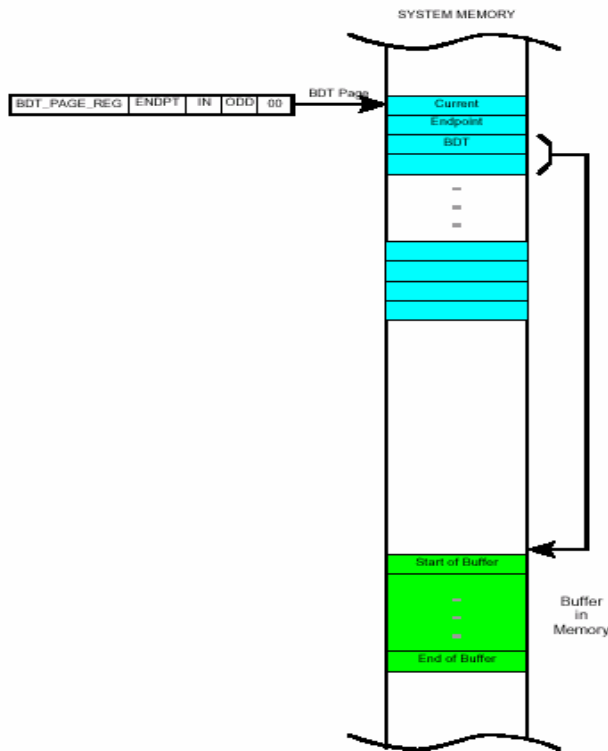 SYSTEM MEMORY
BDT_PAGE_REG ENDPT IN ODD 00
BDT Page
Current
Endpoint
BDT
Start of Buffer
End of Buffer
Buffer
in
Memory